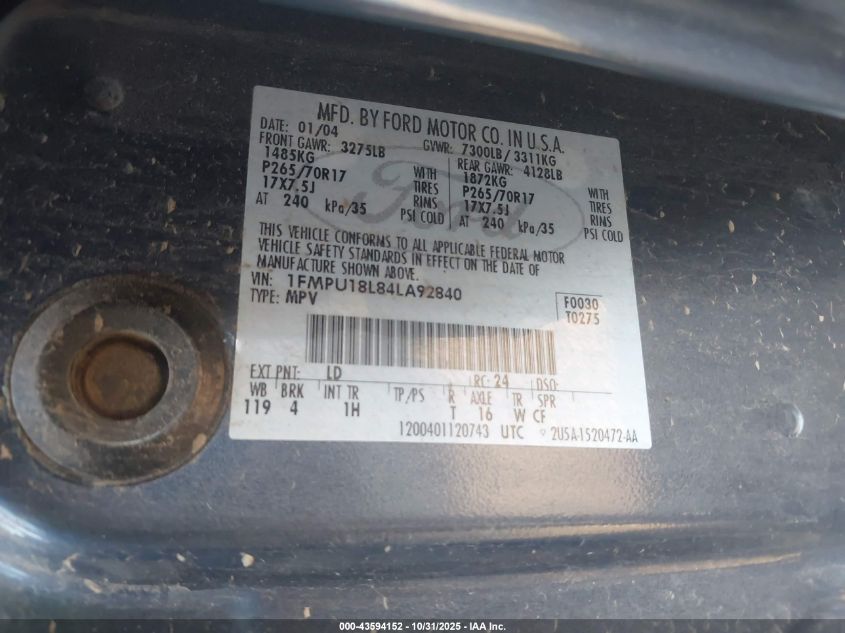 MFD. BY FORD MOTOR CO. IN U.S.A.
DATE: 01/04 GVWR: 7300LB/ 3311KG
FRONT GAWR: 3275LB REAR GAWR: 4128LB
1485KG WITH 1872KG WITH
P265/70R17 TIRES P265/70R17 TIRES
17X7.5J RIMS 17X7.5J RIMS
AT 240 kPa/35 PSI COLD AT 240 kPa/35 PSI COLD
Ford
THIS VEHICLE CONFORMS TO ALL APPLICABLE FEDERAL MOTOR
VEHICLE SAFETY STANDARDS IN EFFECT ON THE DATE OF
MANUFACTURE SHOWN ABOVE.
VIN: 1FMPU18L84LA92840 F0030
TYPE: MPV T0275
EXT PNT: LD RC: 24 DSO:
WB BRK INT TR TP/PS R AXLE TR SPR
119 4 1H T 16 W CF
1200401120743 UTC 2U5A-1520472-AA
000-43594152 - 10/31/2025 - IAA Inc.